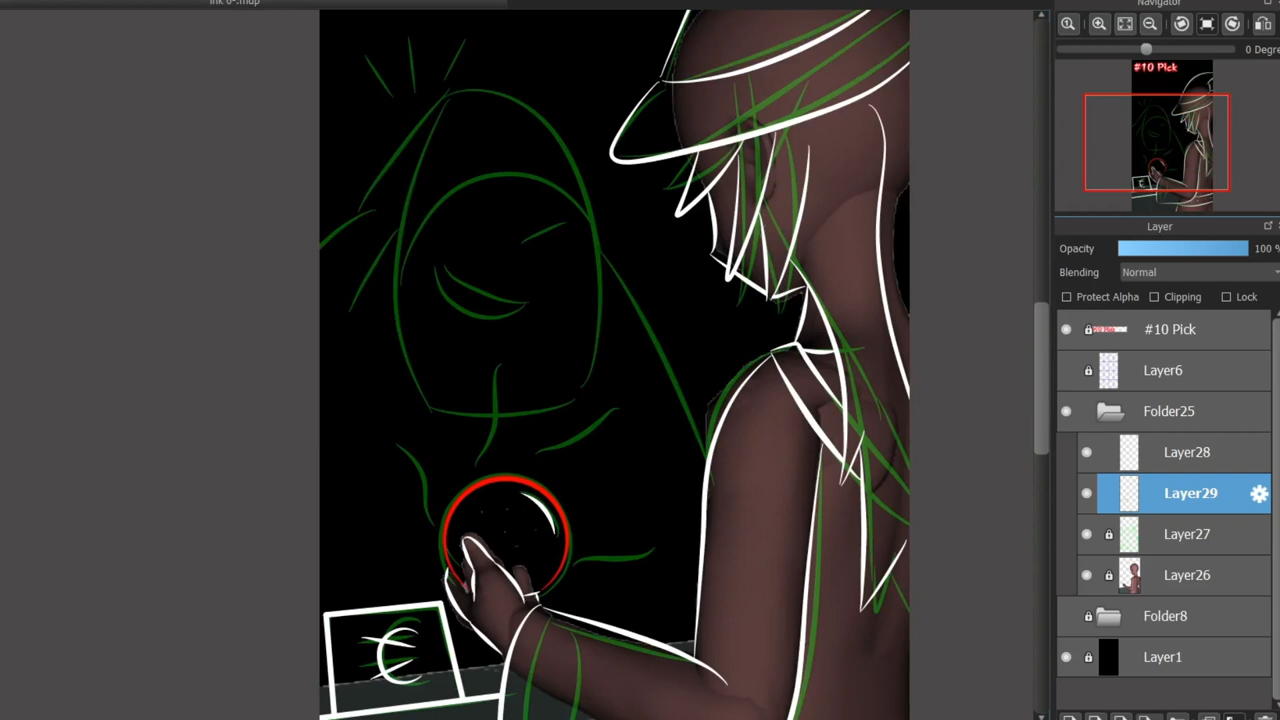 Ink 6-.mdp
Navigator
0 Degre
#10 Pick
Layer
Opacity 100 %
Blending Normal
Protect Alpha Clipping Lock
#10 Pick
Layer6
Folder25
Layer28
Layer29
Layer27
Layer26
Folder8
Layer1
€